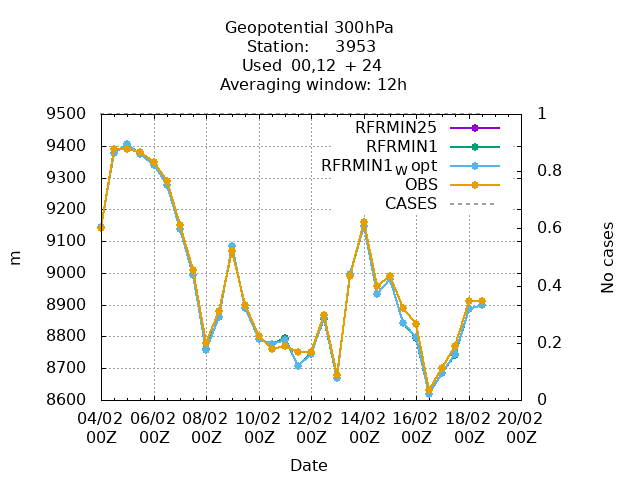 Geopotential 300hPa
Station: 3953
Used 00,12 + 24
Averaging window: 12h
9500
9400
9300
9200
9100
9000
8900
8800
8700
8600
m
1
0.8
0.6
0.4
0.2
0
No cases
RFRMIN25
RFRMIN1
RFRMIN1wopt
OBS
CASES
04/02 06/02 08/02 10/02 12/02 14/02 16/02 18/02 20/02
00Z 00Z 00Z 00Z 00Z 00Z 00Z 00Z 00Z
Date